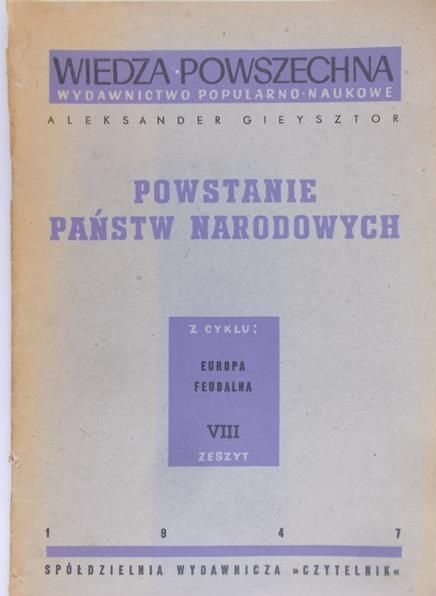 WIEDZA POWSZECHNA
WYDAWNICTWO POPULARNO-NAUKOWE
ALEKSANDER GIEYSZTOR
POWSTANIE
PAŃSTW NARODOWYCH
Z CYKLU:
EUROPA
FEUDALNA
VIII
ZESZYT
1 9 4 7
SPÓŁDZIELNIA WYDAWNICZA »CZYTELNIK«